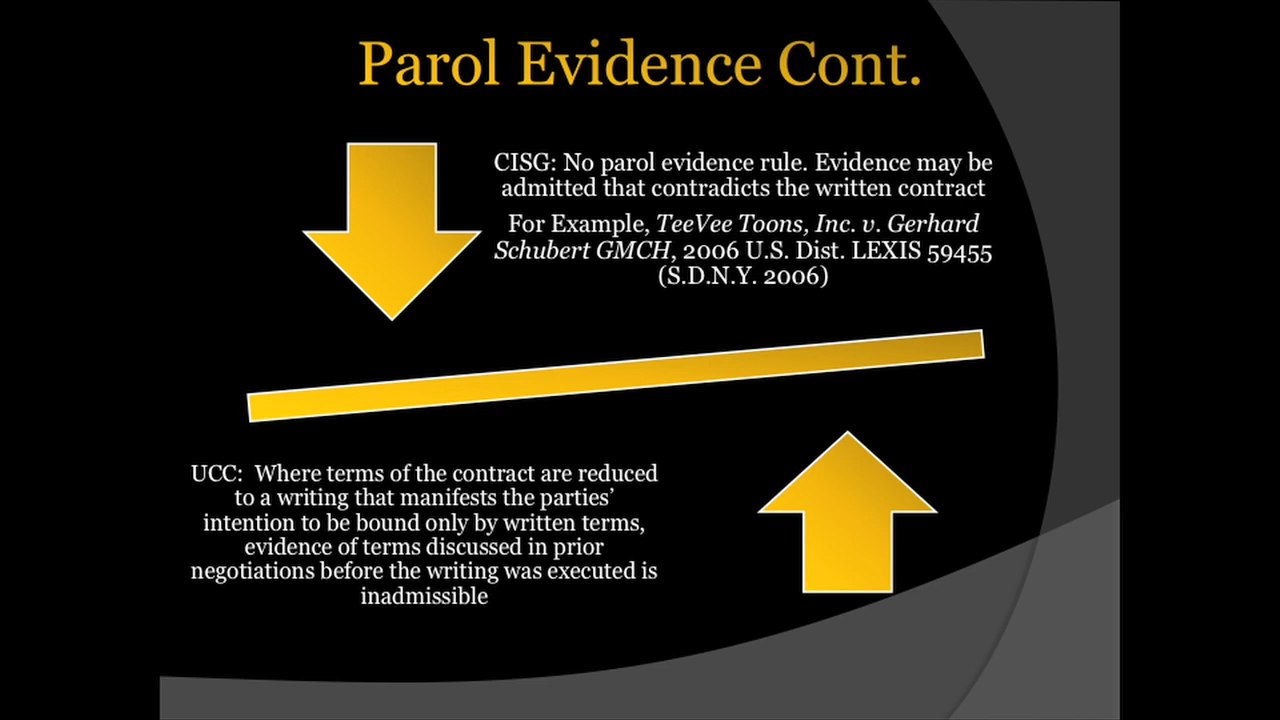 Parol Evidence Cont.
CISG: No parol evidence rule. Evidence may be
admitted that contradicts the written contract
For Example, TeeVee Toons, Inc. v. Gerhard
Schubert GMCH, 2006 U.S. Dist. LEXIS 59455
(S.D.N.Y. 2006)
UCC:  Where terms of the contract are reduced
to a writing that manifests the parties’
intention to be bound only by written terms,
evidence of terms discussed in prior
negotiations before the writing was executed is
inadmissible